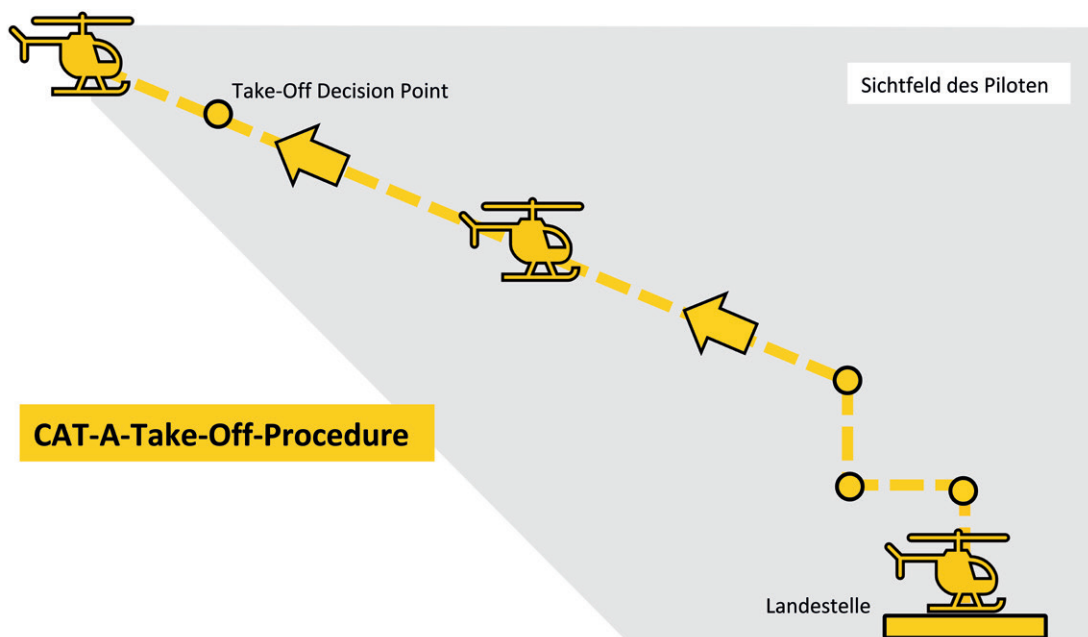 Take-Off Decision Point
Sichtfeld des Piloten
CAT-A-Take-Off-Procedure
Landestelle